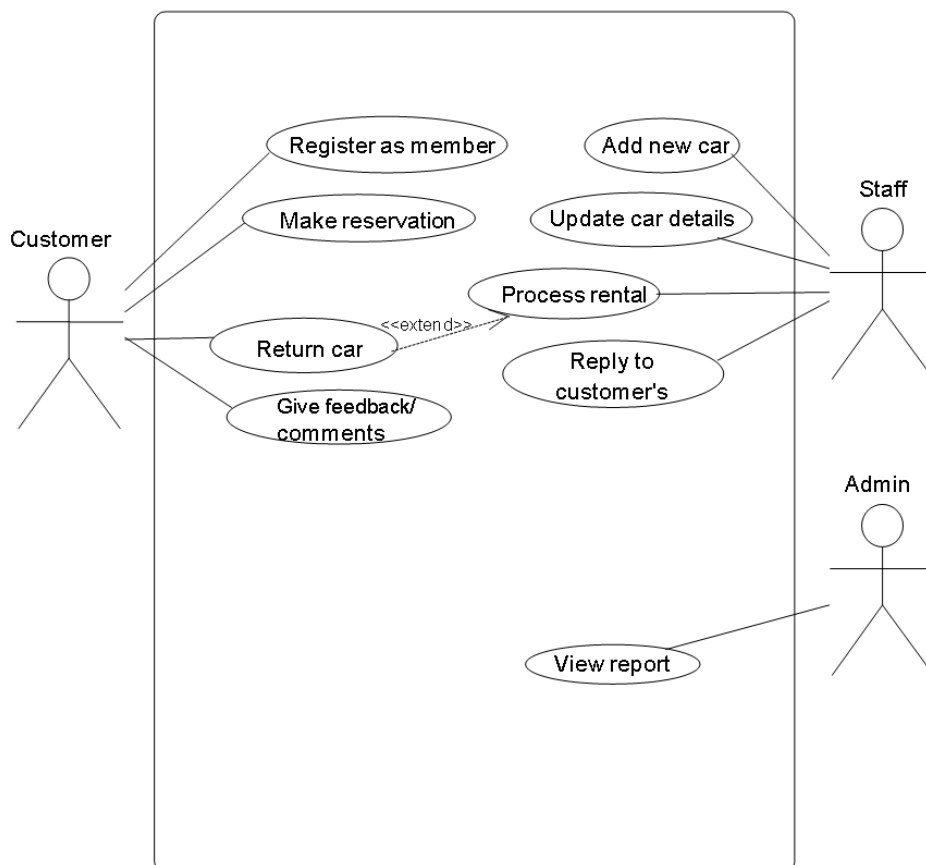 Register as member
Add new car
Staff
Make reservation
Update car details
Customer
Process rental
<<extend>>
Return car
Reply to
customer's
Give feedback/
comments
Admin
View report